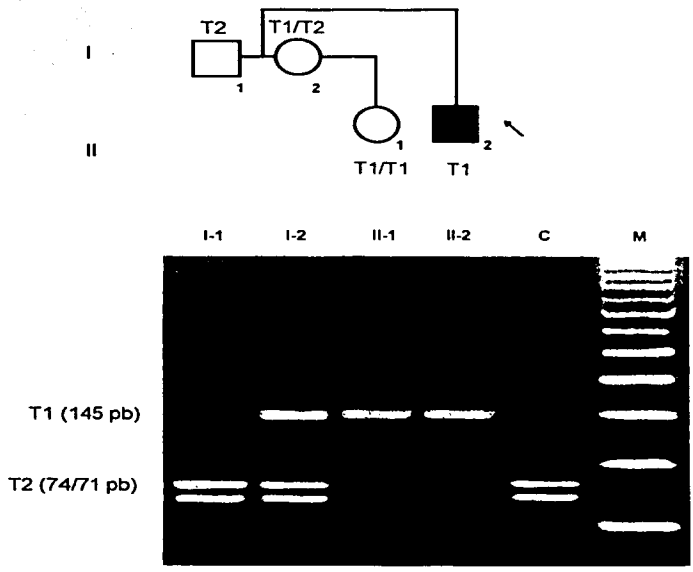 T2 T1/T2
I
1 2
II
1 2
T1/T1 T1
I-1 I-2 II-1 II-2 C M
T1 (145 pb)
T2 (74/71 pb)